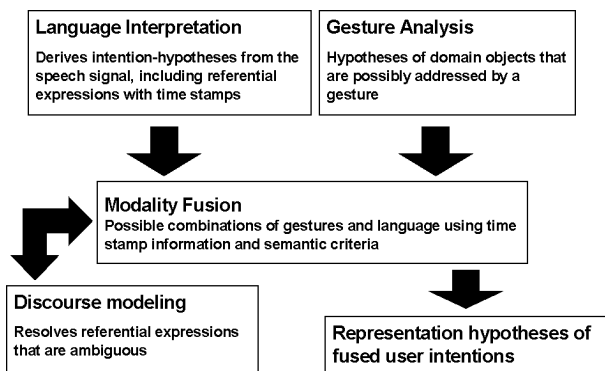 Language Interpretation
Derives intention-hypotheses from the
speech signal, including referential
expressions with time stamps
Gesture Analysis
Hypotheses of domain objects that
are possibly addressed by a
gesture
Modality Fusion
Possible combinations of gestures and language using time
stamp information and semantic criteria
Discourse modeling
Resolves referential expressions
that are ambiguous
Representation hypotheses of
fused user intentions